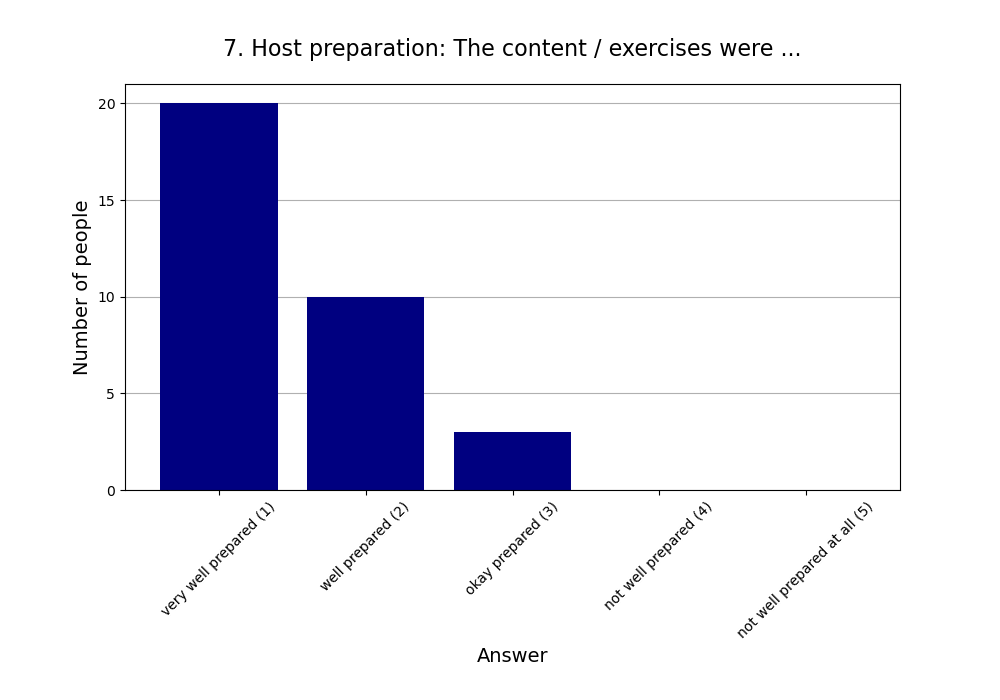 7. Host preparation: The content / exercises were ...
Number of people
20
15
10
5
0
very well prepared (1)
well prepared (2)
okay prepared (3)
not well prepared (4)
not well prepared at all (5)
Answer